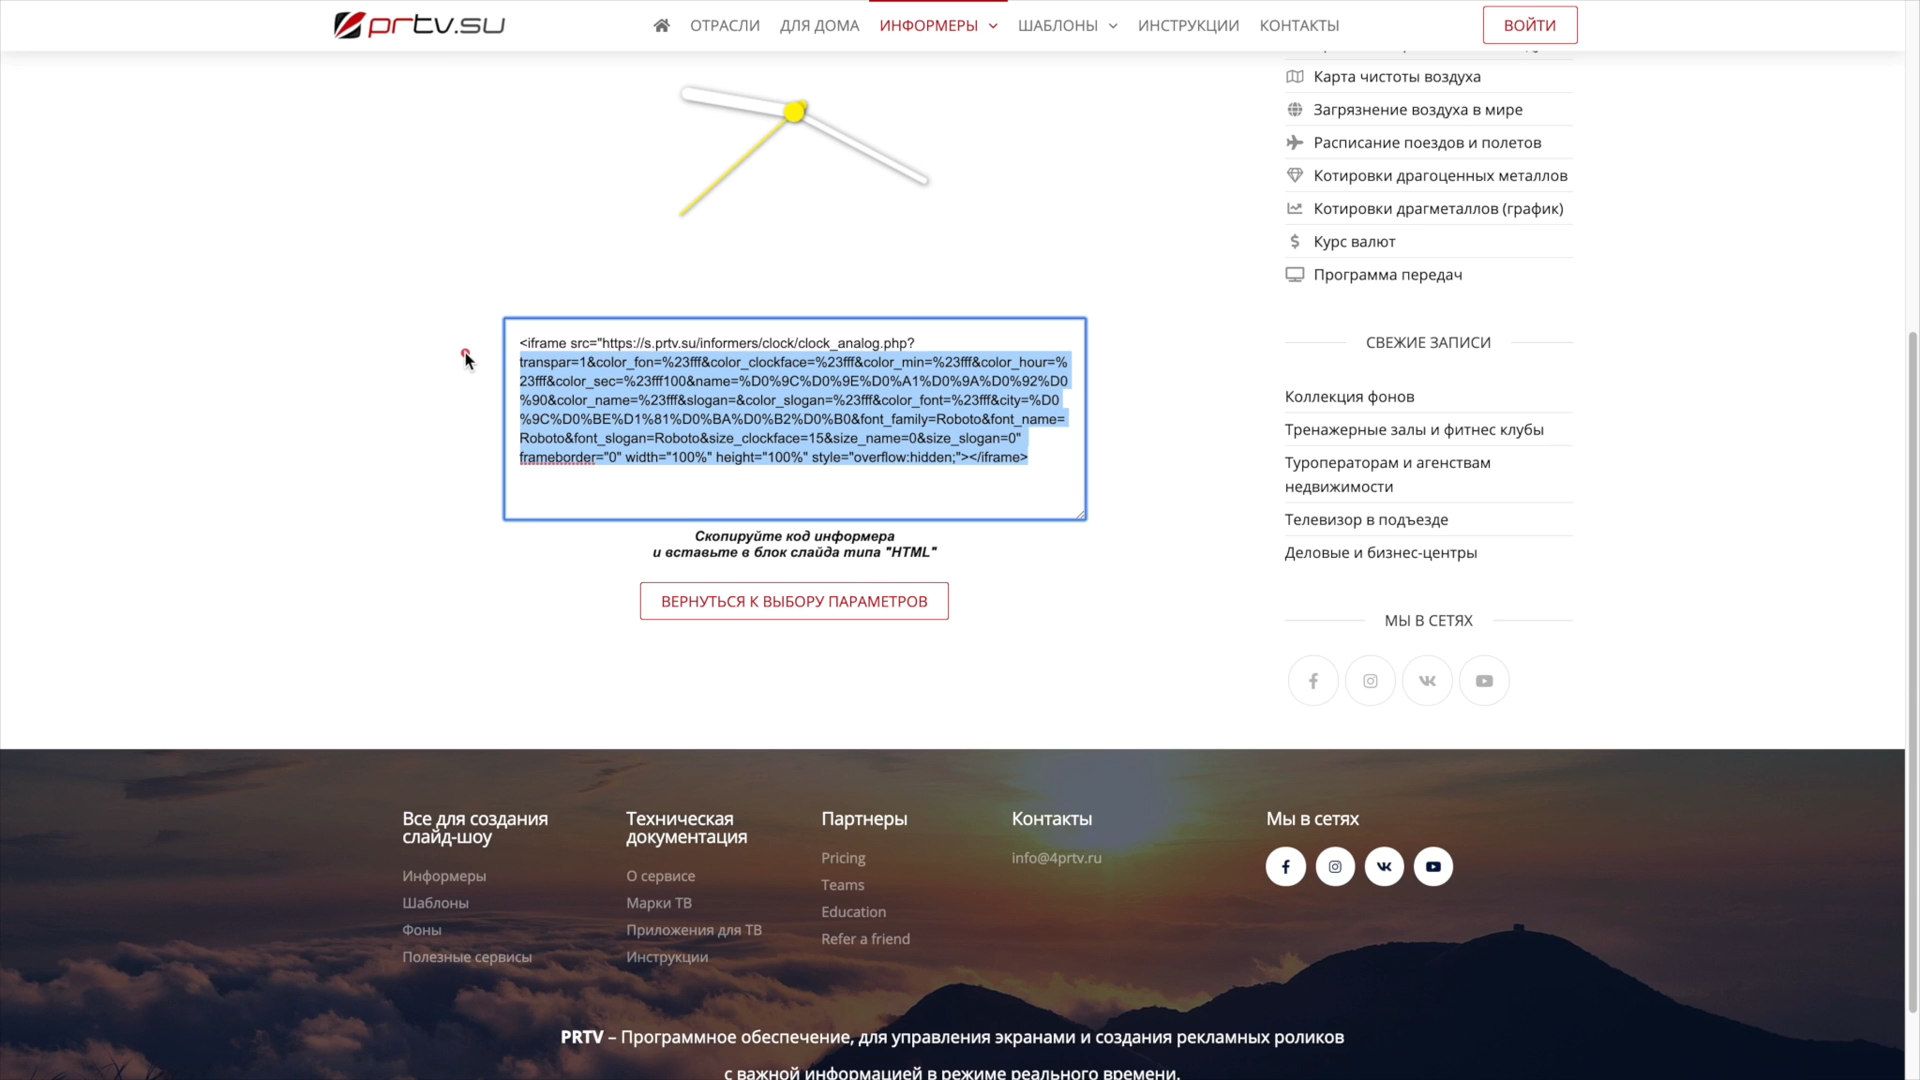 prtv.su
ОТРАСЛИ
ДЛЯ ДОМА
ИНФОРМЕРЫ
ШАБЛОНЫ
ИНСТРУКЦИИ
КОНТАКТЫ
ВОЙТИ
Карта чистоты воздуха
Загрязнение воздуха в мире
Расписание поездов и полетов
Котировки драгоценных металлов
Котировки драгметаллов (график)
Курс валют
Программа передач
<iframe src="https://s.prtv.su/informers/clock/clock_analog.php?
transpar=1&color_fon=%23fff&color_clockface=%23fff&color_min=%23fff&color_hour=%
23fff&color_sec=%23fff100&name=%D0%9C%D0%9E%D0%A1%D0%9A%D0%92%D0
%90&color_name=%23fff&slogan=&color_slogan=%23fff&color_font=%23fff&city=%D0
%9C%D0%BE%D1%81%D0%BA%D0%B2%D0%B0&font_family=Roboto&font_name=
Roboto&font_slogan=Roboto&size_clockface=15&size_name=0&size_slogan=0"
frameborder="0" width="100%" height="100%" style="overflow:hidden;"></iframe>
Скопируйте код информера
и вставьте в блок слайда типа "HTML"
ВЕРНУТЬСЯ К ВЫБОРУ ПАРАМЕТРОВ
СВЕЖИЕ ЗАПИСИ
Коллекция фонов
Тренажерные залы и фитнес клубы
Туроператорам и агенствам
недвижимости
Телевизор в подъезде
Деловые и бизнес-центры
МЫ В СЕТЯХ
Все для создания
слайд-шоу
Информеры
Шаблоны
Фоны
Полезные сервисы
Техническая
документация
О сервисе
Марки ТВ
Приложения для ТВ
Инструкции
Партнеры
Pricing
Teams
Education
Refer a friend
Контакты
info@4prtv.ru
Мы в сетях
PRTV – Программное обеспечение, для управления экранами и создания рекламных роликов
с важной информацией в режиме реального времени.